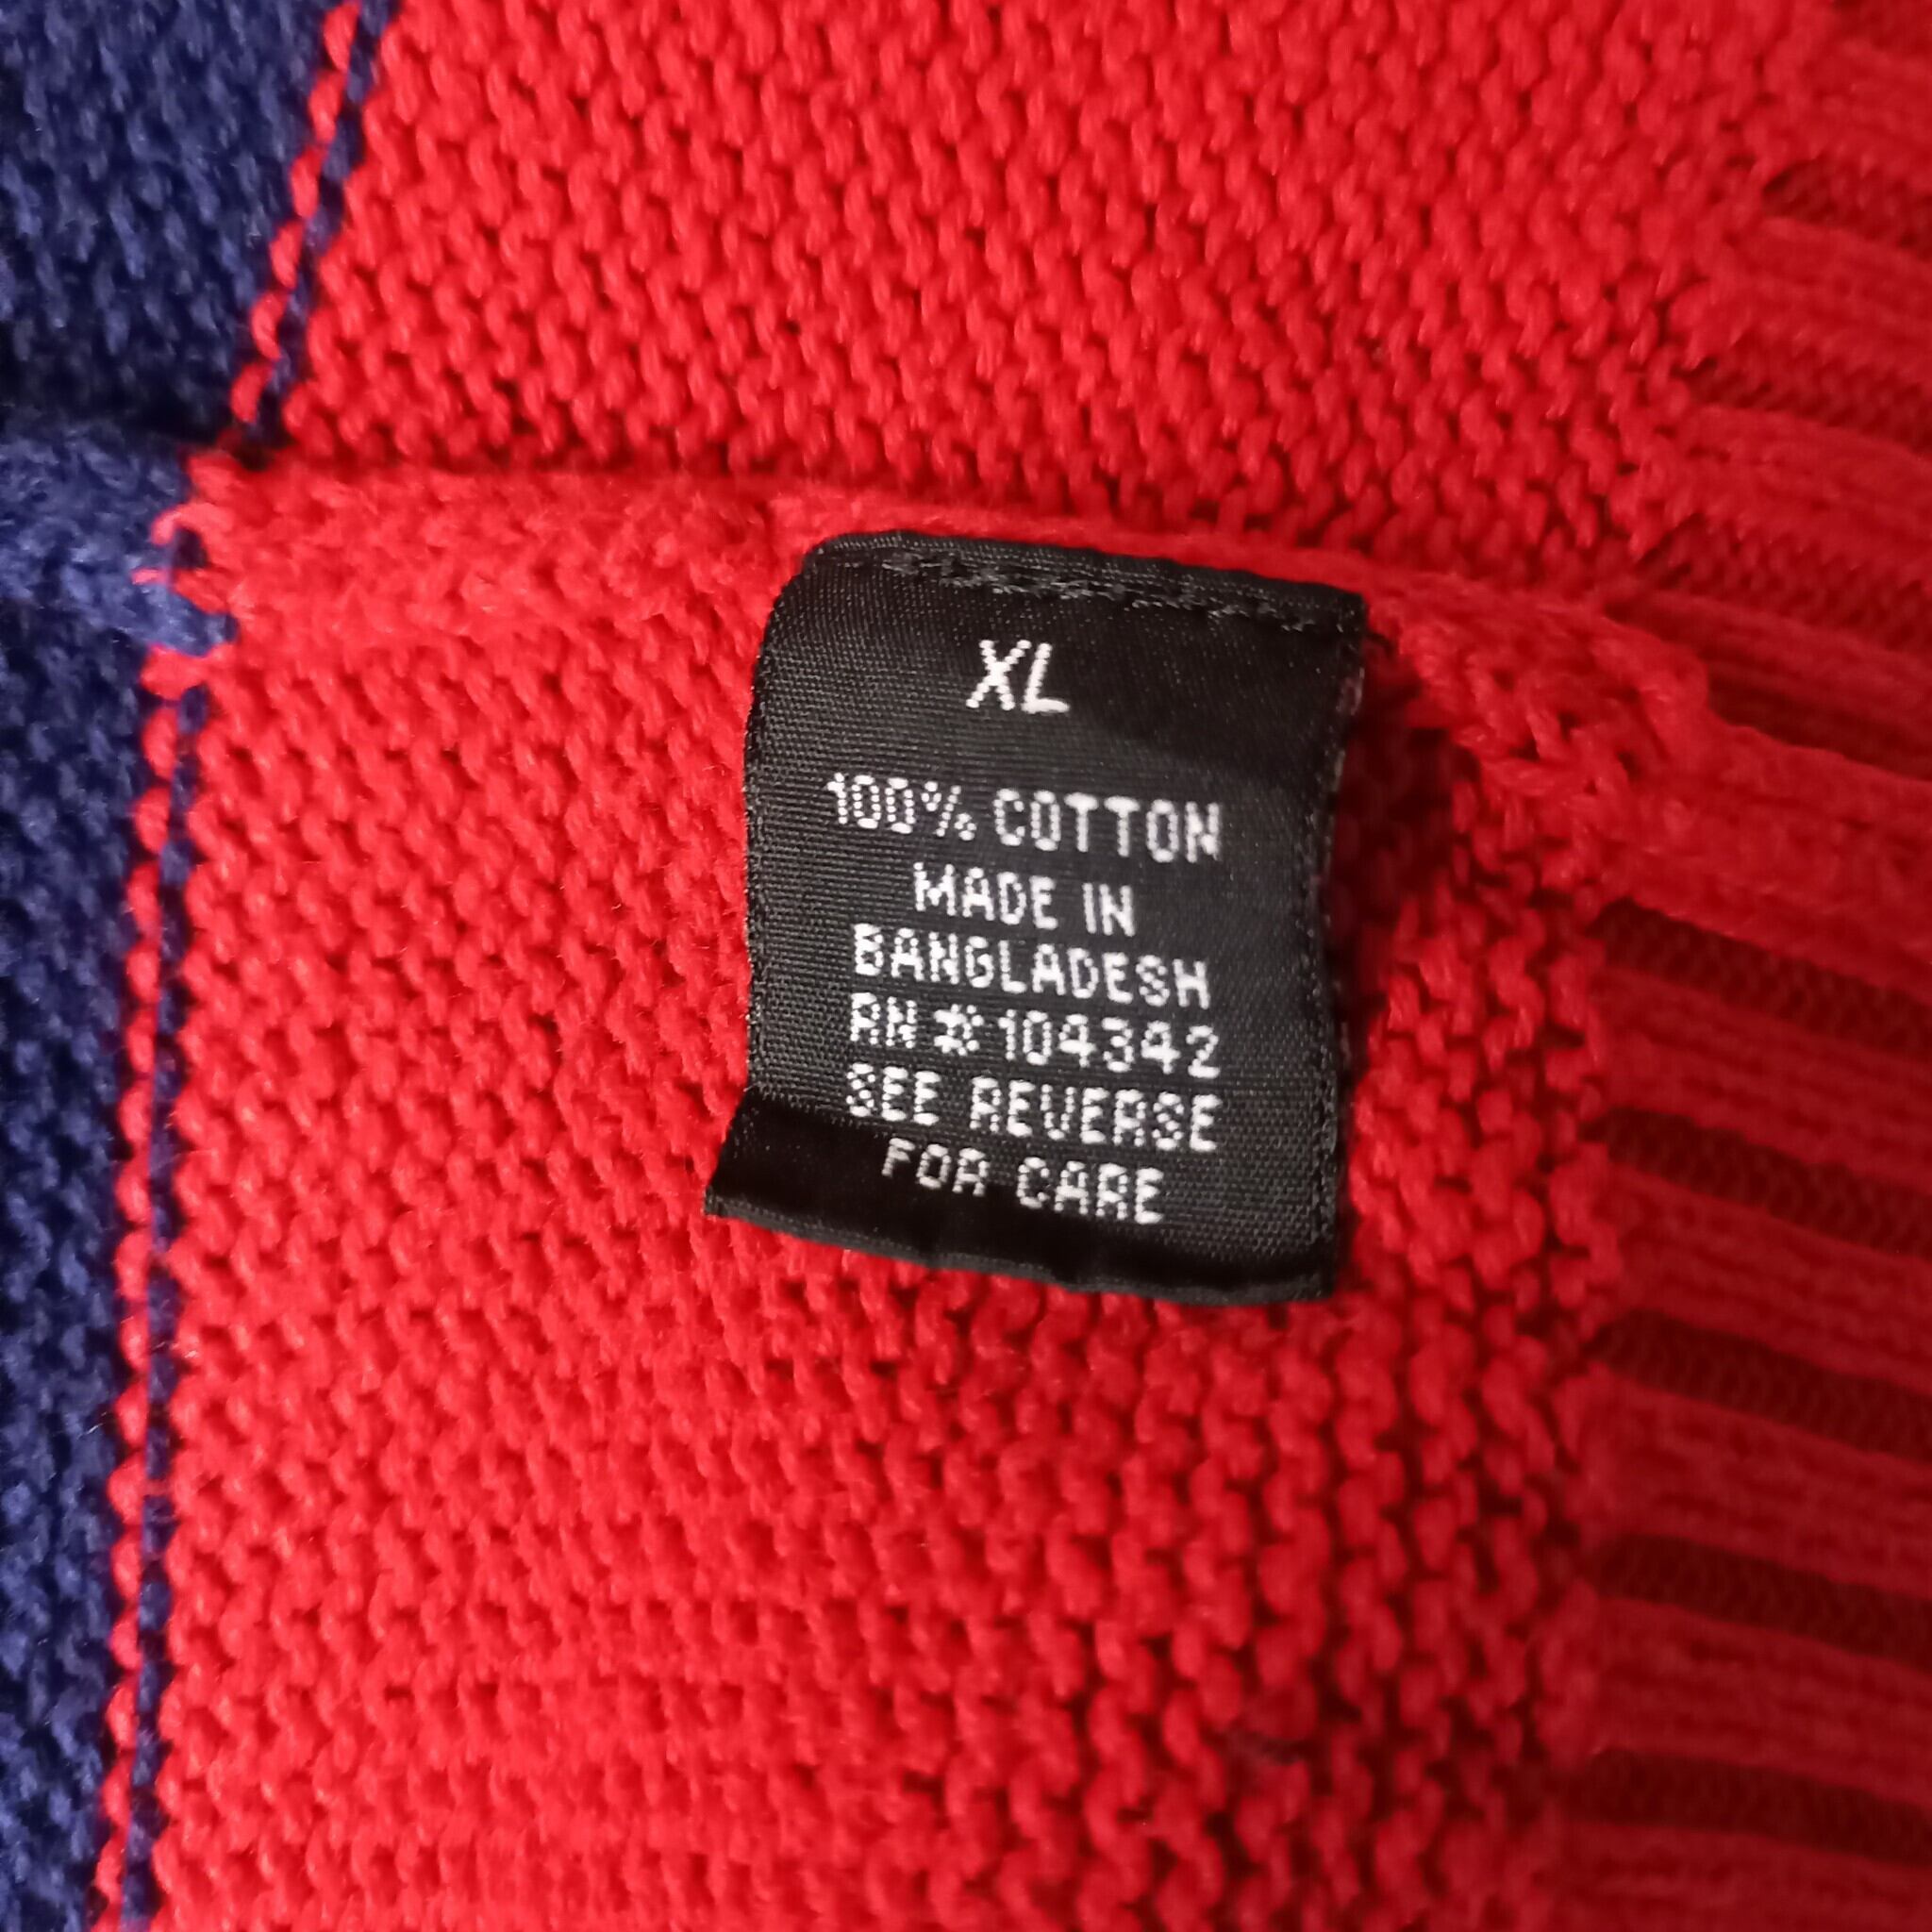 XL
100% COTTON
MADE IN
BANGLADESH
RN # 104342
SEE REVERSE
FOR CARE